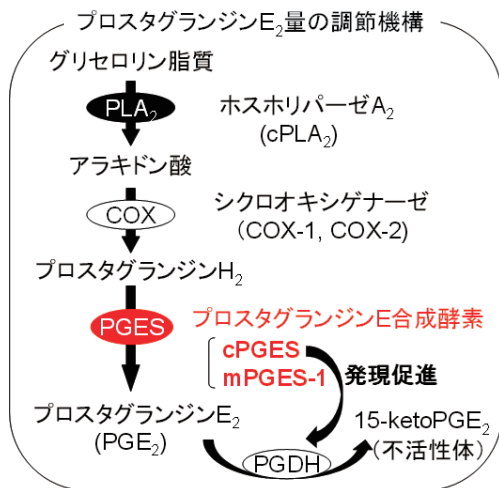 プロスタグランジンE₂量の調節機構
グリセロリン脂質
PLA₂
ホスホリパーゼA₂
(cPLA₂)
アラキドン酸
COX
シクロオキシゲナーゼ
(COX-1, COX-2)
プロスタグランジンH₂
PGES
プロスタグランジンE合成酵素
cPGES
mPGES-1
発現促進
プロスタグランジンE₂
(PGE₂)
15-ketoPGE₂
(不活性体)
PGDH